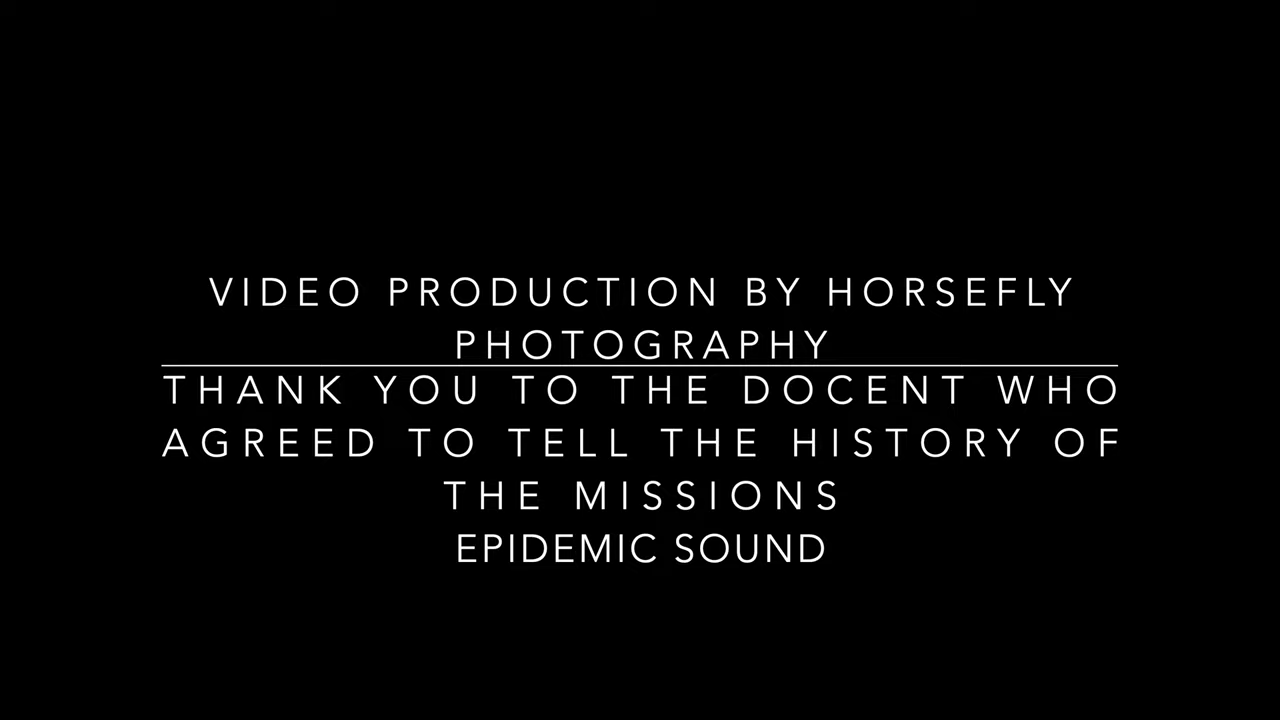 VIDEO PRODUCTION BY HORSEFLY
PHOTOGRAPHY
THANK YOU TO THE DOCENT WHO
AGREED TO TELL THE HISTORY OF
THE MISSIONS
EPIDEMIC SOUND